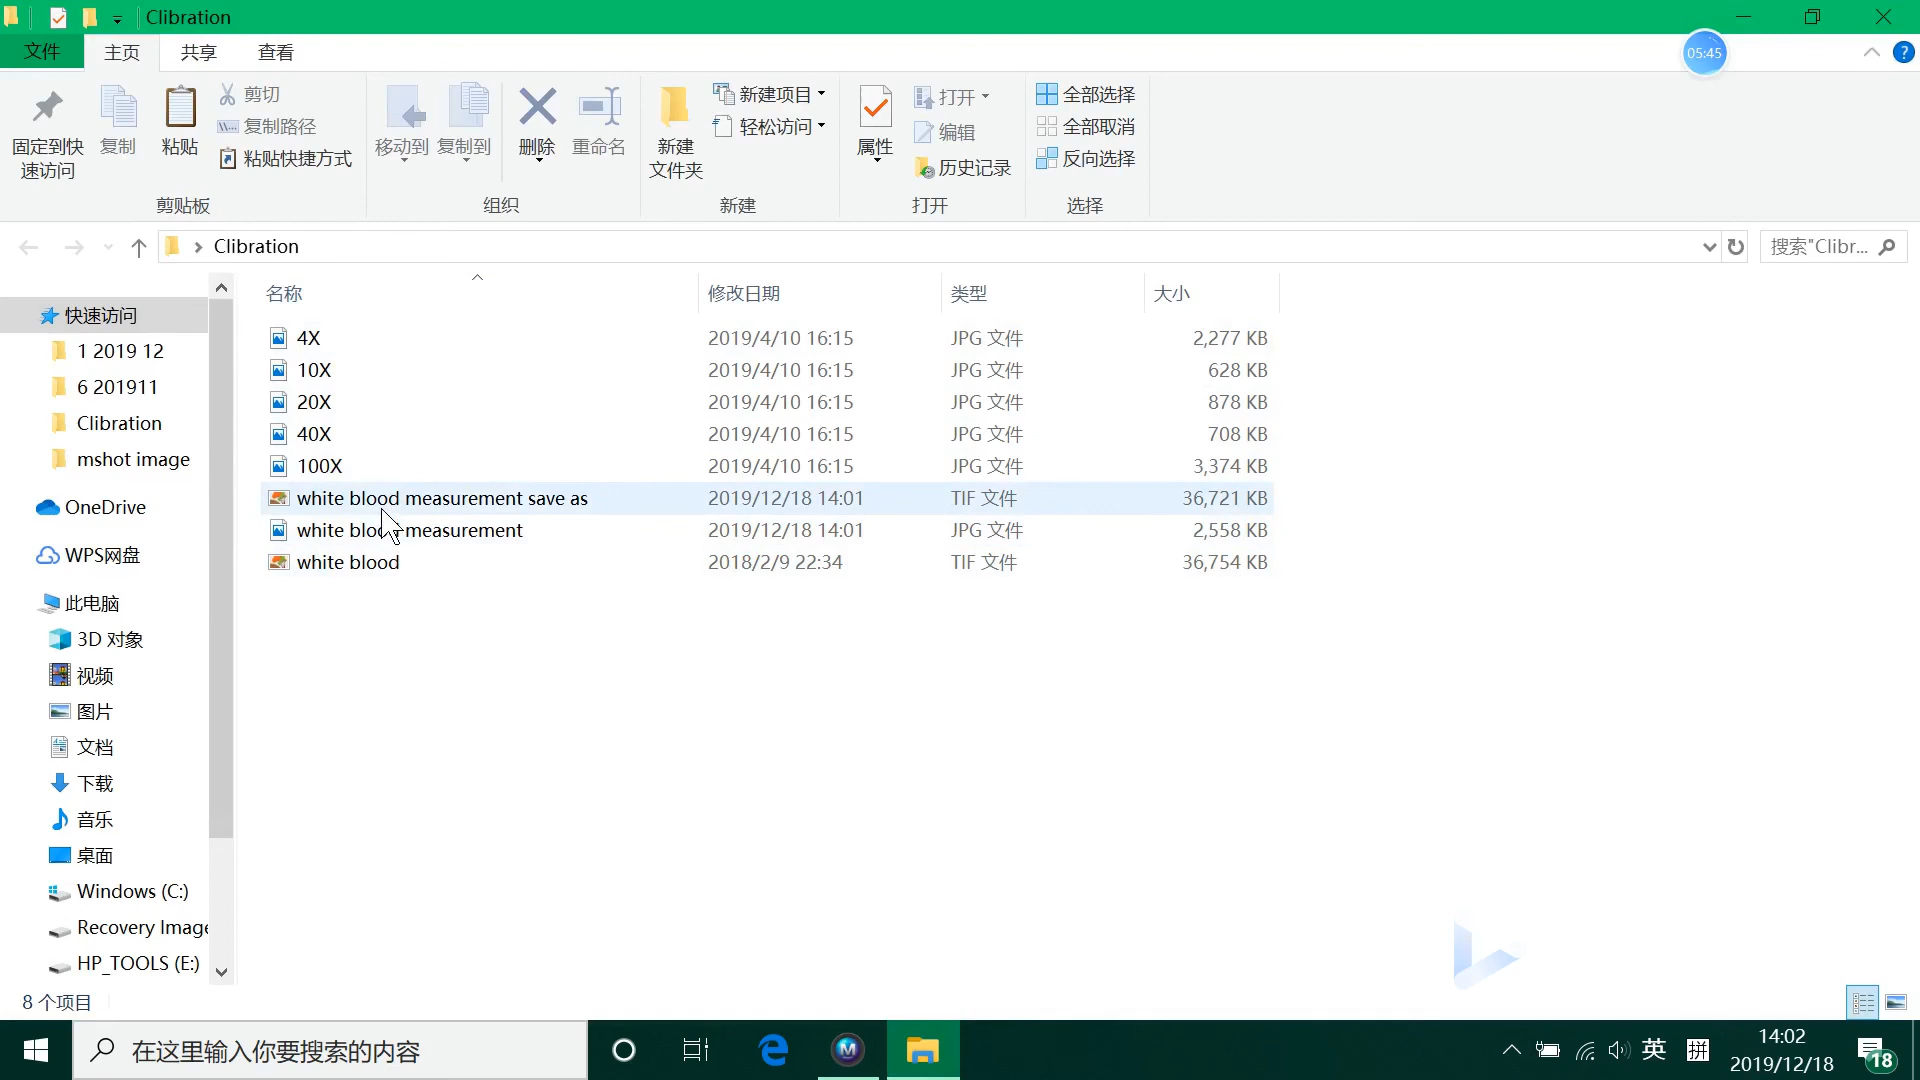 Clibration
文件 主页 共享 查看 05:45
固定到快速访问 复制 粘贴 剪切 复制路径 粘贴快捷方式
移动到 复制到 删除 重命名
新建文件夹 新建项目 轻松访问
属性 打开 编辑 历史记录
全部选择 全部取消 反向选择
剪贴板 组织 新建 打开 选择
Clibration 搜索"Clibr...
名称 修改日期 类型 大小
4X 2019/4/10 16:15 JPG 文件 2,277 KB
10X 2019/4/10 16:15 JPG 文件 628 KB
20X 2019/4/10 16:15 JPG 文件 878 KB
40X 2019/4/10 16:15 JPG 文件 708 KB
100X 2019/4/10 16:15 JPG 文件 3,374 KB
white blood measurement save as 2019/12/18 14:01 TIF 文件 36,721 KB
white blood measurement 2019/12/18 14:01 JPG 文件 2,558 KB
white blood 2018/2/9 22:34 TIF 文件 36,754 KB
快速访问
1 2019 12
6 201911
Clibration
mshot image
OneDrive
WPS网盘
此电脑
3D 对象
视频
图片
文档
下载
音乐
桌面
Windows (C:)
Recovery Image
HP_TOOLS (E:)
8 个项目
在这里输入你要搜索的内容
英 拼 14:02
2019/12/18 18